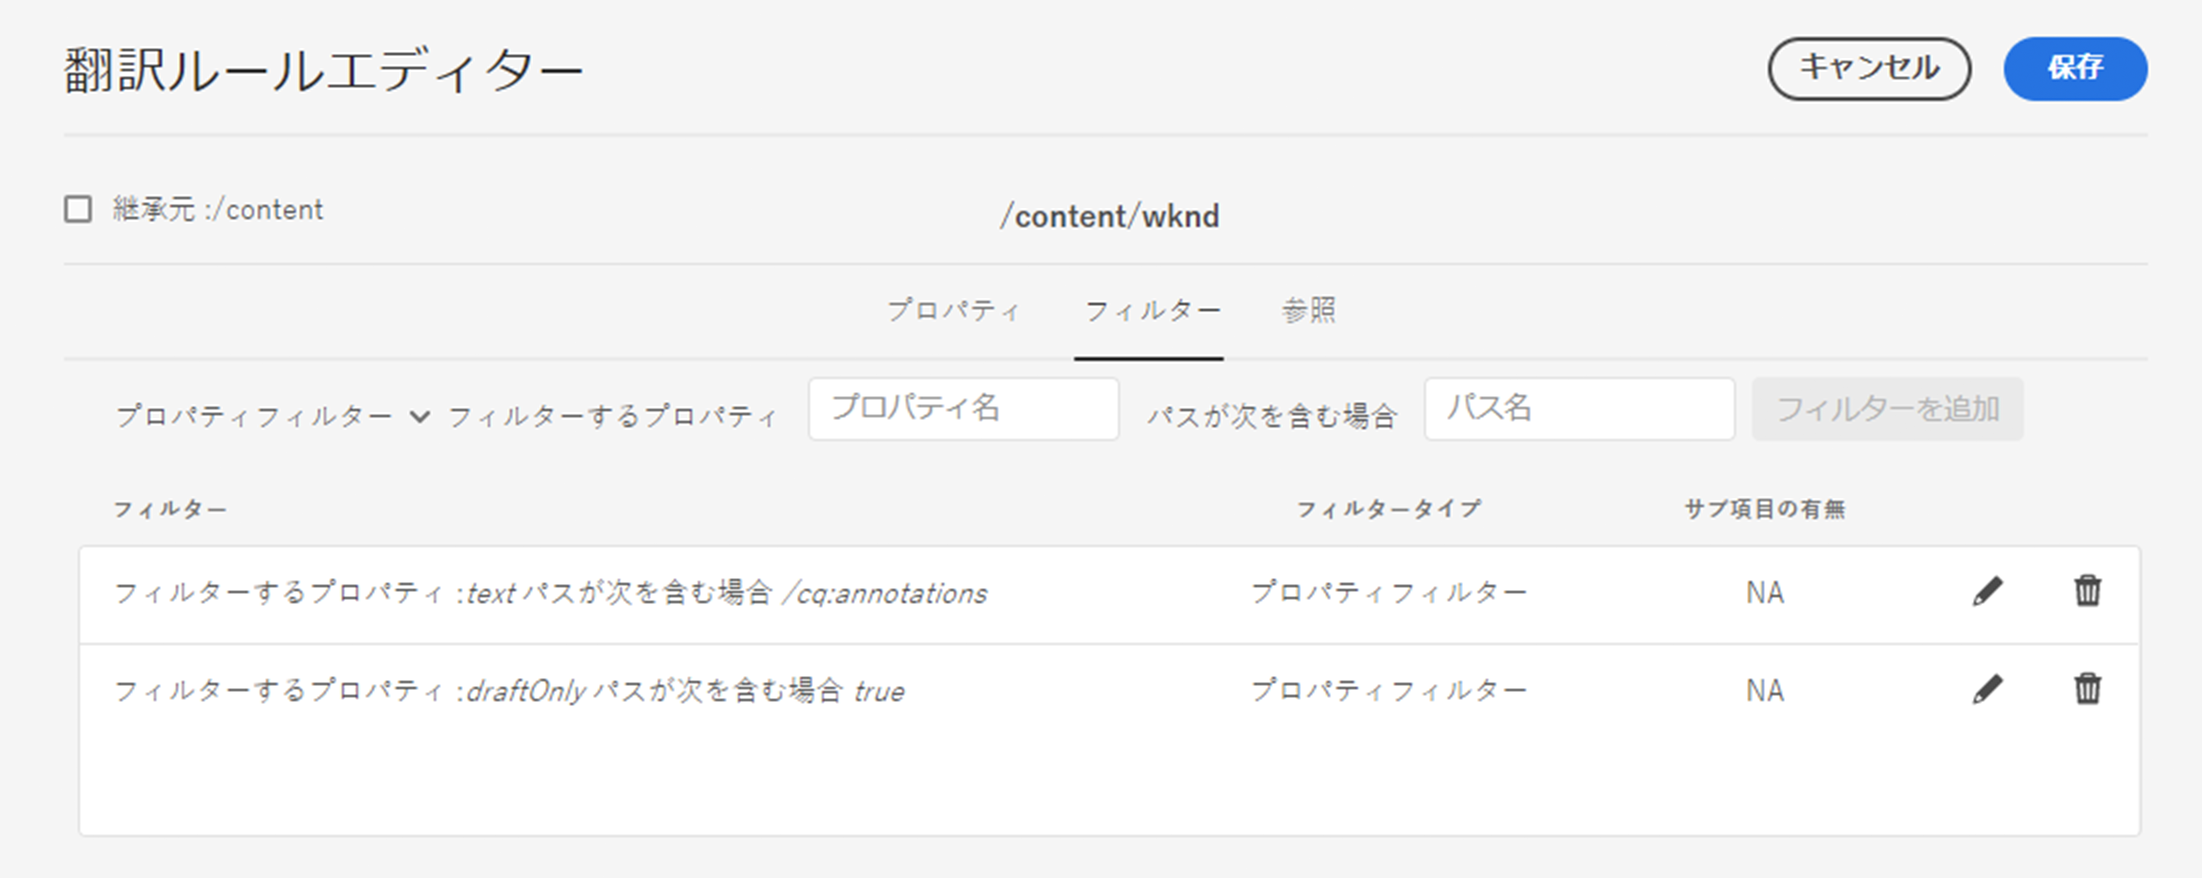 翻訳ルールエディター
キャンセル
保存
継承元 :/content
/content/wknd
プロパティ フィルター 参照
プロパティフィルター フィルターするプロパティ プロパティ名 パスが次を含む場合 パス名 フィルターを追加
フィルター フィルタータイプ サブ項目の有無
フィルターするプロパティ :text パスが次を含む場合 /cq:annotations プロパティフィルター NA
フィルターするプロパティ :draftOnly パスが次を含む場合 true プロパティフィルター NA